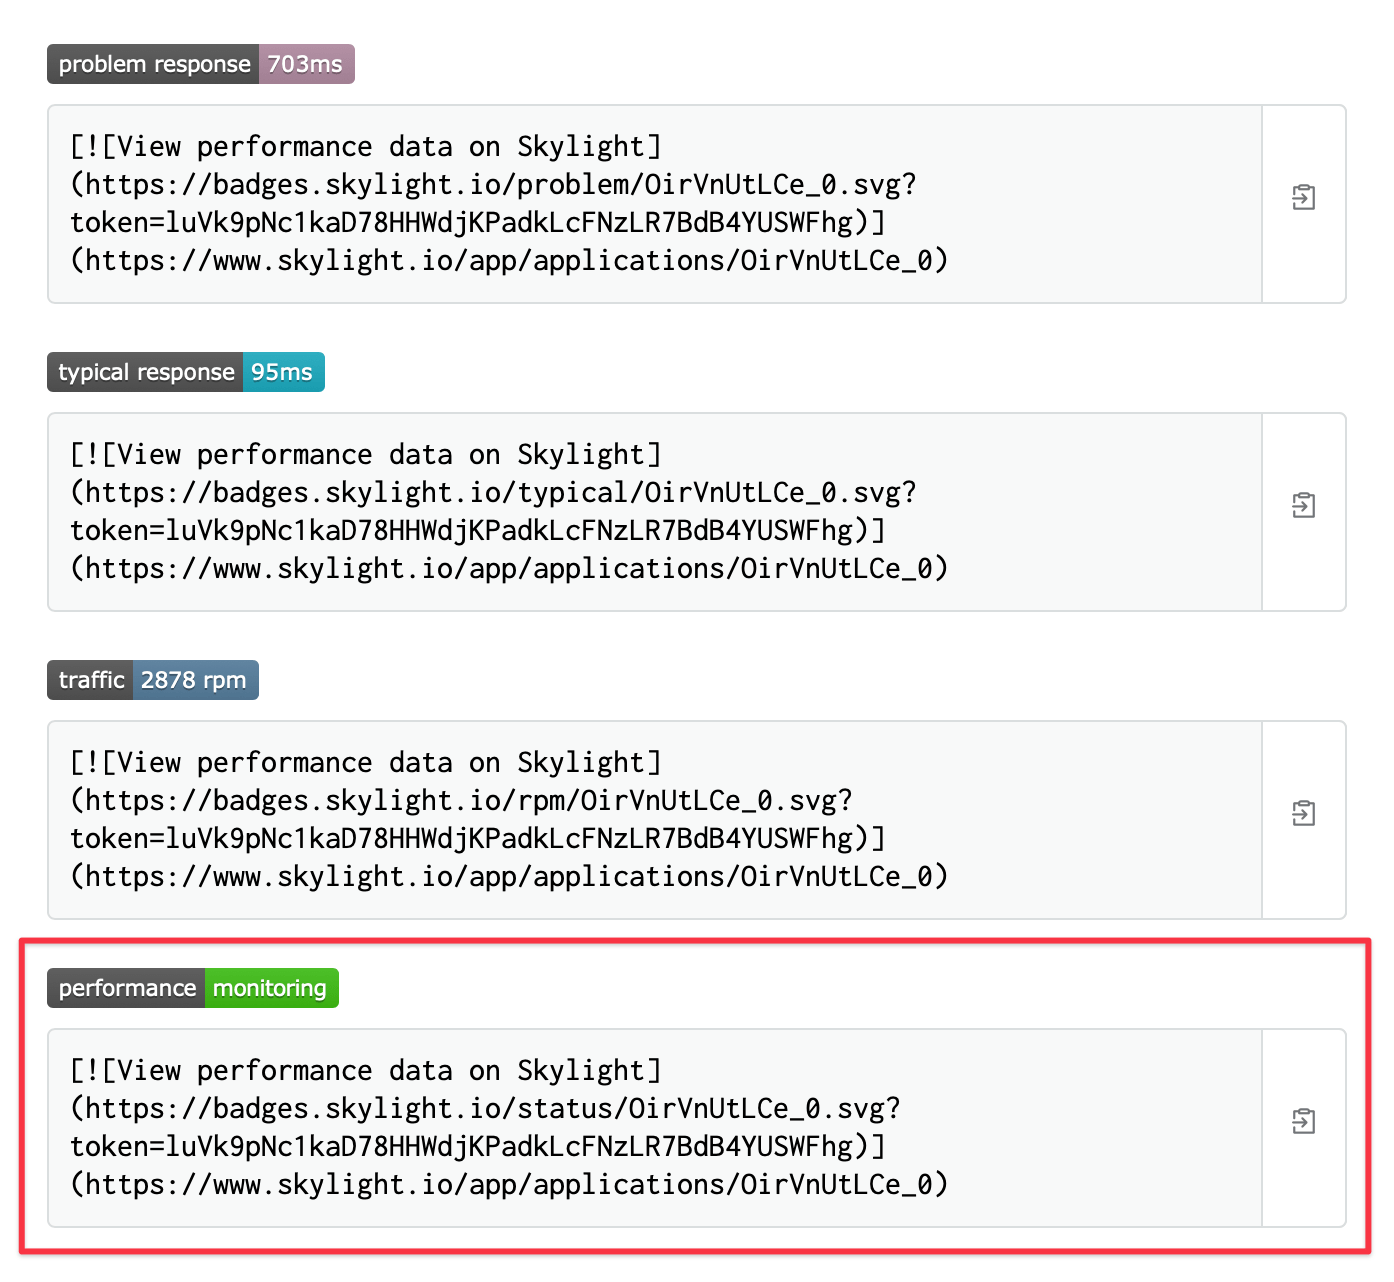 problem response 703ms
[![View performance data on Skylight]
(https://badges.skylight.io/problem/OirVnUtLCe_0.svg?
token=luVk9pNc1kaD78HHWdjKPadkLcFNzLR7BdB4YUSWFhg)]
(https://www.skylight.io/app/applications/OirVnUtLCe_0)
typical response 95ms
[![View performance data on Skylight]
(https://badges.skylight.io/typical/OirVnUtLCe_0.svg?
token=luVk9pNc1kaD78HHWdjKPadkLcFNzLR7BdB4YUSWFhg)]
(https://www.skylight.io/app/applications/OirVnUtLCe_0)
traffic 2878 rpm
[![View performance data on Skylight]
(https://badges.skylight.io/rpm/OirVnUtLCe_0.svg?
token=luVk9pNc1kaD78HHWdjKPadkLcFNzLR7BdB4YUSWFhg)]
(https://www.skylight.io/app/applications/OirVnUtLCe_0)
performance monitoring
[![View performance data on Skylight]
(https://badges.skylight.io/status/OirVnUtLCe_0.svg?
token=luVk9pNc1kaD78HHWdjKPadkLcFNzLR7BdB4YUSWFhg)]
(https://www.skylight.io/app/applications/OirVnUtLCe_0)